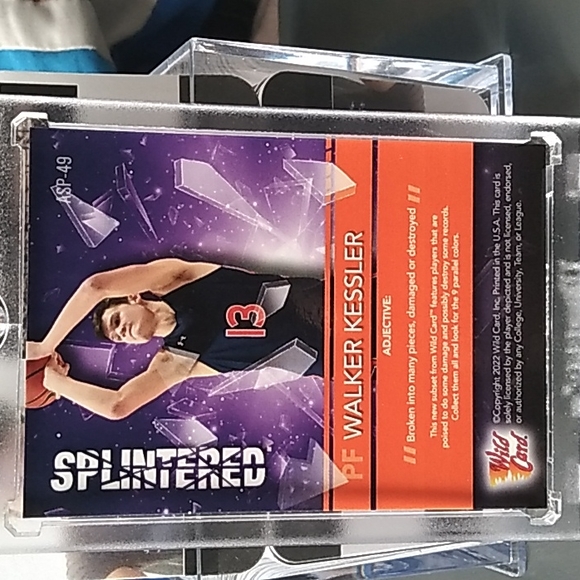 ASP-49
13
SPLINTERED
PF WALKER KESSLER
ADJECTIVE:
"Broken into many pieces, damaged or destroyed"
This new subset from Wild Card™ features players that are
poised to do some damage and possibly destroy some records.
Collect them all and look for the 9 parallel colors.
Wild
Card
©Copyright 2022 Wild Card, Inc. Printed in the U.S.A. This card is
solely licensed by the player depicted and is not licensed, endorsed,
or authorized by any College, University, Team, or League.